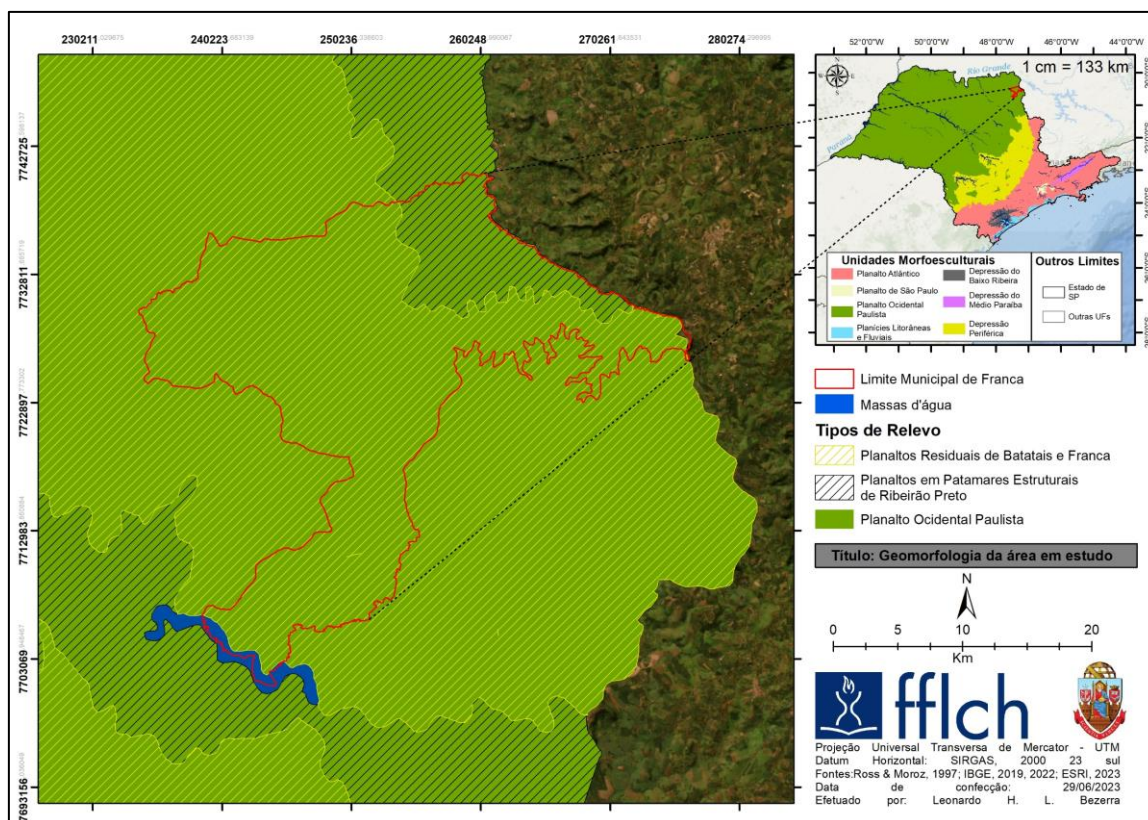 230211 240223 250236 260248 270261 280274
7742725
7732811
7722897
7712983
7703069
7693156
52°0'0"W 50°0'0"W 48°0'0"W 46°0'0"W 44°0'0"W
1 cm = 133 km
Rio Grande
Paraná
Unidades Morfoesculturais
Planalto Atlântico
Planalto de São Paulo
Planalto Ocidental
Paulista
Planícies Litorâneas
e Fluviais
Depressão do
Baixo Ribeira
Depressão do
Médio Paraíba
Depressão
Periférica
Outros Limites
Estado de
SP
Outras UFs
Limite Municipal de Franca
Massas d'água
Tipos de Relevo
Planaltos Residuais de Batatais e Franca
Planaltos em Patamares Estruturais
de Ribeirão Preto
Planalto Ocidental Paulista
Título: Geomorfologia da área em estudo
N
0 5 10 20
Km
fflch
Projeção Universal Transversa de Mercator - UTM
Datum Horizontal: SIRGAS, 2000 23 sul
Fontes:Ross & Moroz, 1997; IBGE, 2019, 2022; ESRI, 2023
Data de confecção: 29/06/2023
Efetuado por: Leonardo H. L. Bezerra